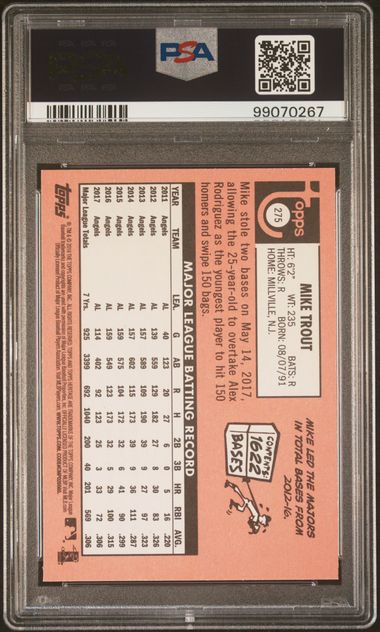 PSA
99070267
topps
275
MIKE TROUT
HT: 6'2" WT: 235 BATS: R
THROWS: R BORN: 08/07/91
HOME: MILLVILLE, N.J.
Mike stole two bases on May 14, 2017,
allowing the 25-year-old to overtake Alex
Rodriguez as the youngest player to hit 150
homers and swipe 150 bags.
MIKE LED THE MAJORS
IN TOTAL BASES FROM
2012-16.
CONTENTS:
1622
BASES
MAJOR LEAGUE BATTING RECORD
YEAR TEAM LEA. G AB R H 2B 3B HR RBI AVG.
2011 Angels AL 40 123 20 27 6 0 5 16 .220
2012 Angels AL 139 559 129 182 27 8 30 83 .326
2013 Angels AL 157 589 109 190 39 9 27 97 .323
2014 Angels AL 157 602 115 173 39 9 36 111 .287
2015 Angels AL 159 575 104 172 32 6 41 90 .299
2016 Angels AL 159 549 123 173 32 5 29 100 .315
2017 Angels AL 114 402 92 123 25 3 33 72 .306
Major League Totals 7 Yrs. 925 3399 692 1040 200 40 201 569 .306
topps